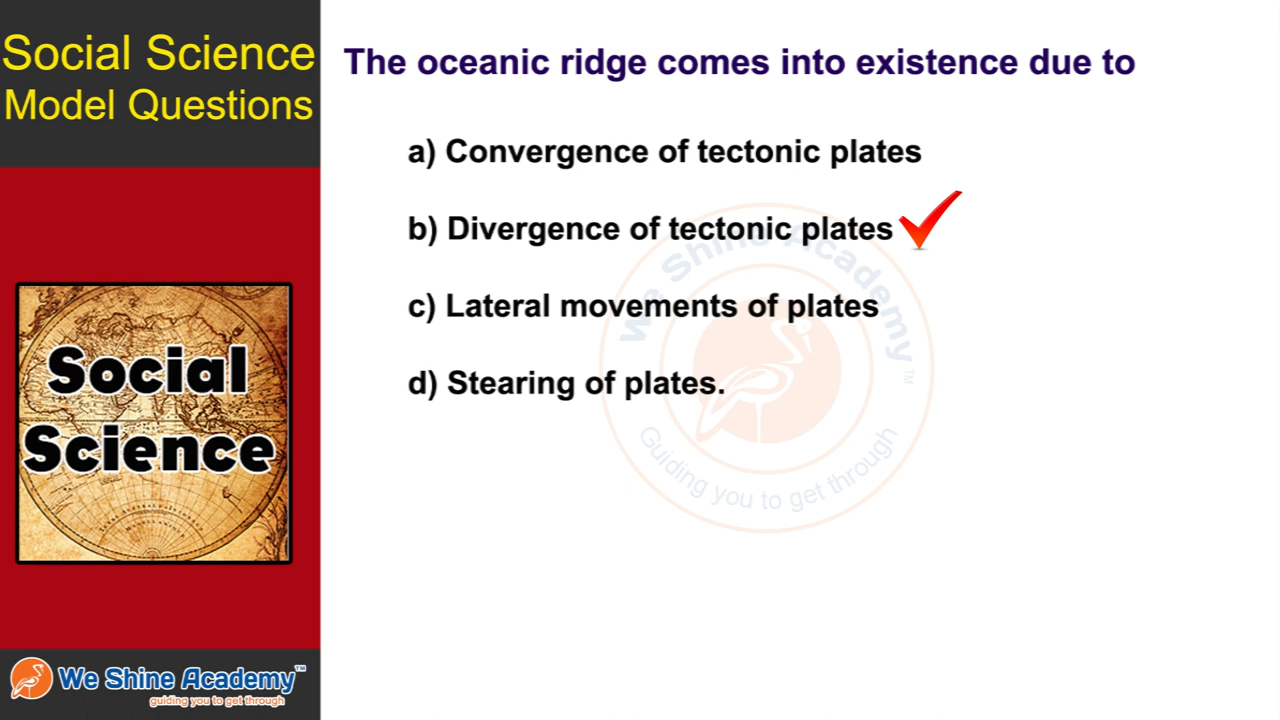 Social Science
Model Questions
The oceanic ridge comes into existence due to
a) Convergence of tectonic plates
b) Divergence of tectonic plates
c) Lateral movements of plates
d) Stearing of plates.
We Shine Academy™
Guiding you to get through
Social
Science
We Shine Academy™
guiding you to get through